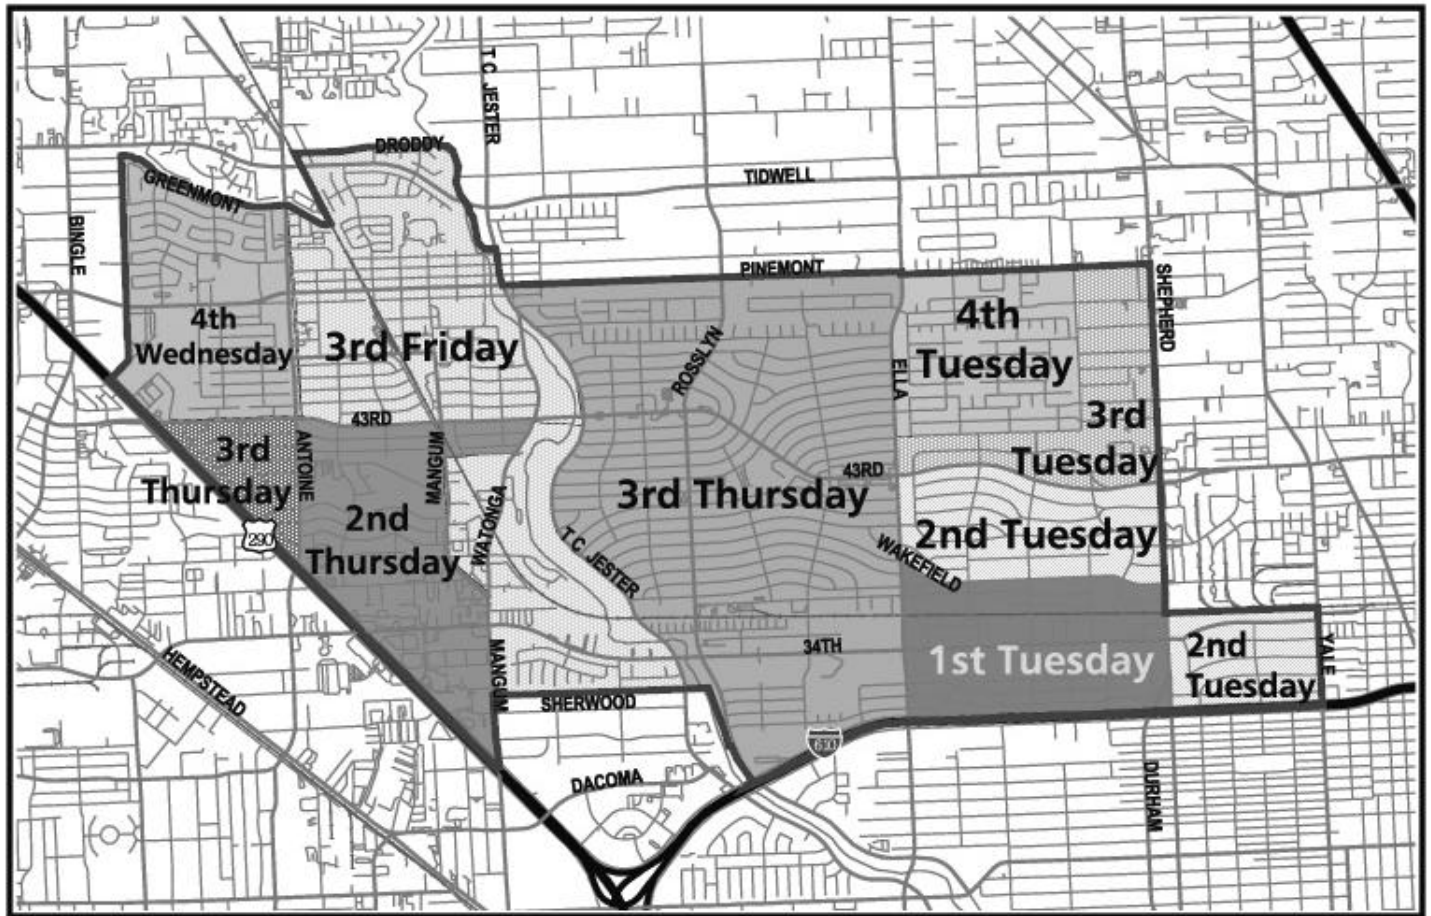 T C JESTER
DRODDY
TIDWELL
GREENMONT
BINGLE
PINEMONT
SHEPHERD
4th
Wednesday
3rd Friday
ROSSLYN
ELLA
4th
Tuesday
43RD
3rd
Tuesday
3rd
Thursday
ANTOINE
MANGUM
43RD
3rd Thursday
WATONGA
2nd
Thursday
290
T C JESTER
WAKEFIELD
2nd Tuesday
HEMPSTEAD
MANGUM
34TH
1st Tuesday
2nd
Tuesday
YALE
SHERWOOD
610
DACOMA
DURHAM